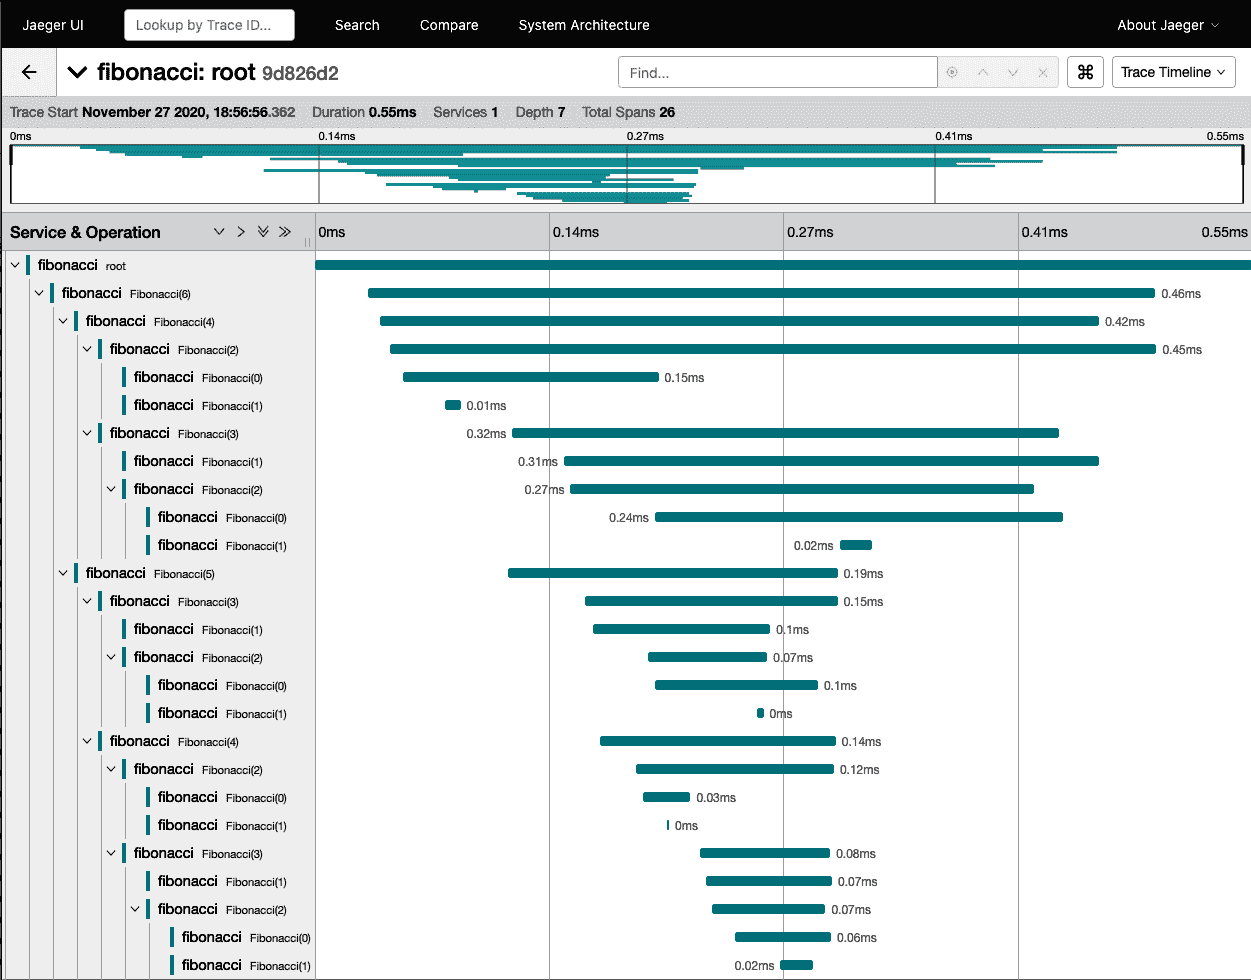 Jaeger UI Lookup by Trace ID... Search Compare System Architecture About Jaeger
fibonacci: root 9d826d2 Find... ⌘ Trace Timeline
Trace Start November 27 2020, 18:56:56.362 Duration 0.55ms Services 1 Depth 7 Total Spans 26
0ms 0.14ms 0.27ms 0.41ms 0.55ms
Service & Operation 0ms 0.14ms 0.27ms 0.41ms 0.55ms
fibonacci root
fibonacci Fibonacci(6) 0.46ms
fibonacci Fibonacci(4) 0.42ms
fibonacci Fibonacci(2) 0.45ms
fibonacci Fibonacci(0) 0.15ms
fibonacci Fibonacci(1) 0.01ms
fibonacci Fibonacci(3) 0.32ms
fibonacci Fibonacci(1) 0.31ms
fibonacci Fibonacci(2) 0.27ms
fibonacci Fibonacci(0) 0.24ms
fibonacci Fibonacci(1) 0.02ms
fibonacci Fibonacci(5) 0.19ms
fibonacci Fibonacci(3) 0.15ms
fibonacci Fibonacci(1) 0.1ms
fibonacci Fibonacci(2) 0.07ms
fibonacci Fibonacci(0) 0.1ms
fibonacci Fibonacci(1) 0ms
fibonacci Fibonacci(4) 0.14ms
fibonacci Fibonacci(2) 0.12ms
fibonacci Fibonacci(0) 0.03ms
fibonacci Fibonacci(1) 0ms
fibonacci Fibonacci(3) 0.08ms
fibonacci Fibonacci(1) 0.07ms
fibonacci Fibonacci(2) 0.07ms
fibonacci Fibonacci(0) 0.06ms
fibonacci Fibonacci(1) 0.02ms